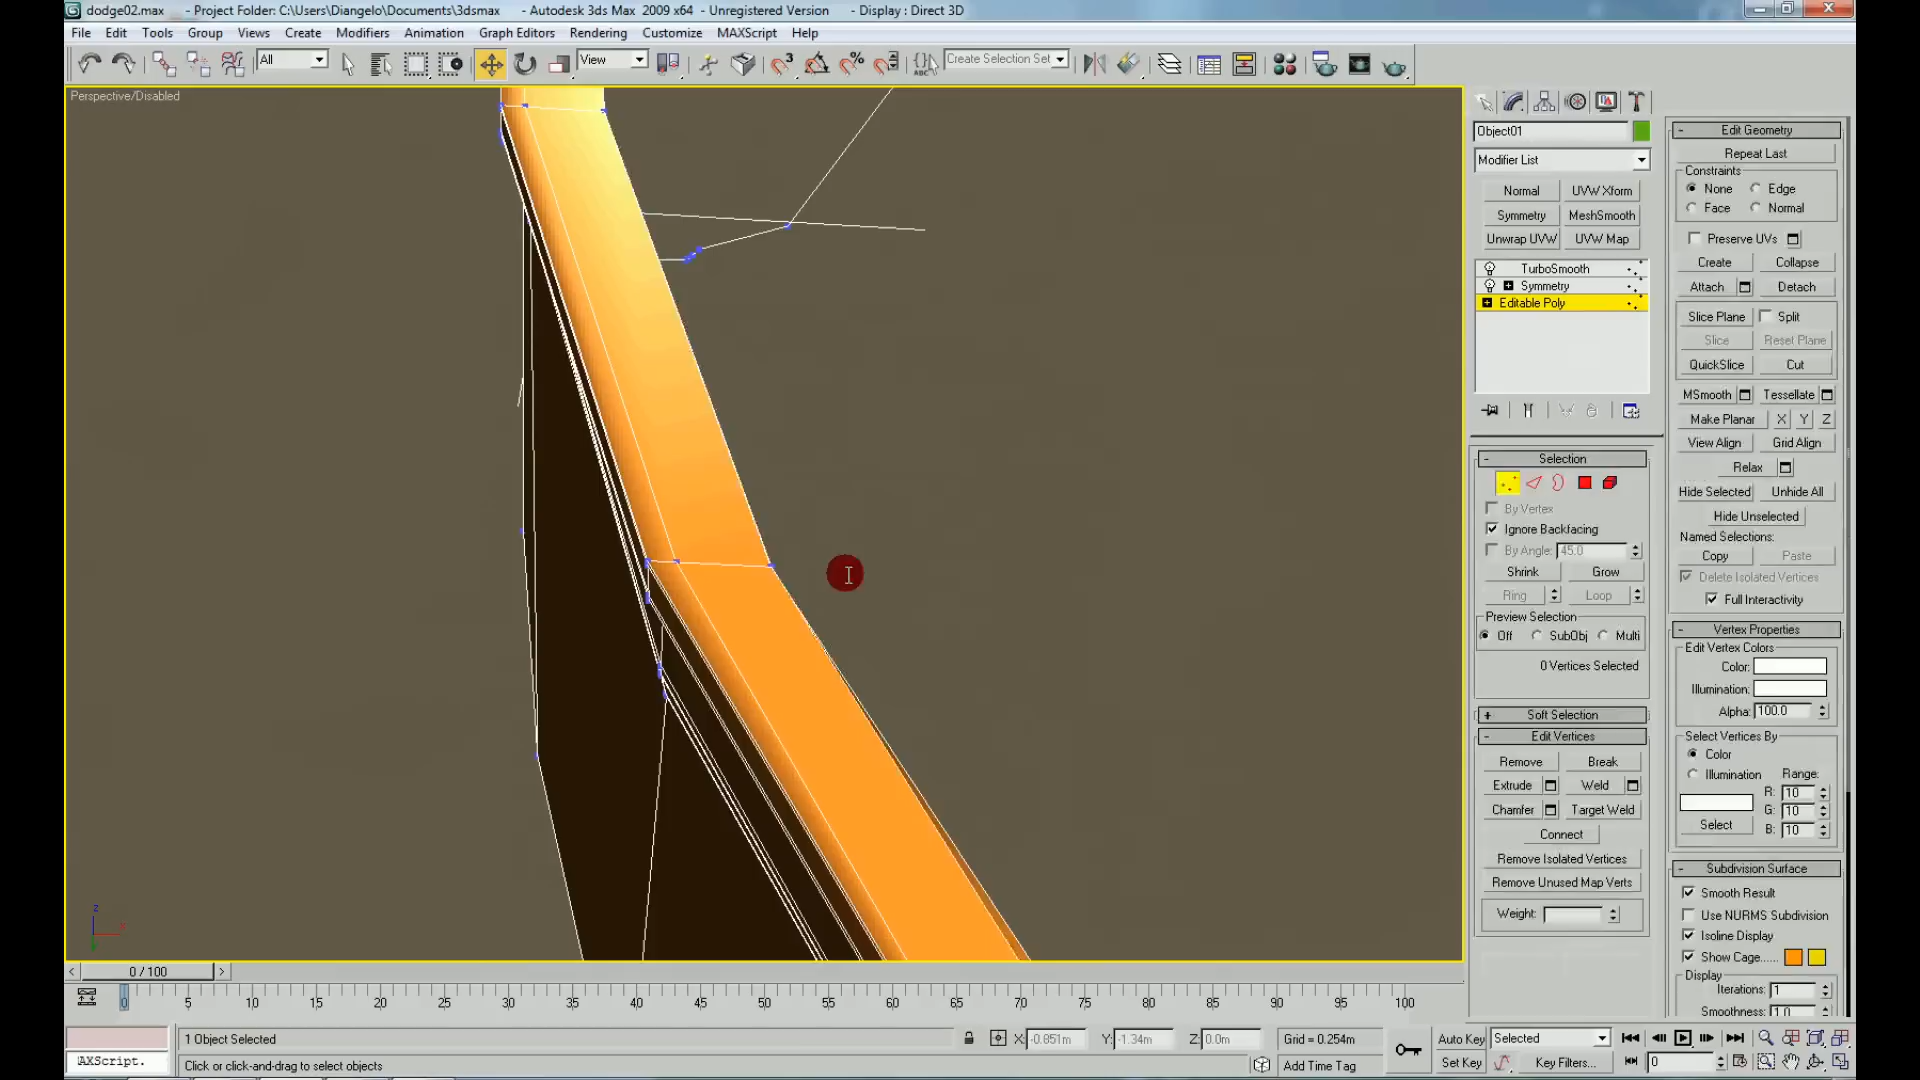 dodge02.max - Project Folder: C:\Users\Diangelo\Documents\3dsmax - Autodesk 3ds Max 2009 x64 - Unregistered Version - Display : Direct 3D
File Edit Tools Group Views Create Modifiers Animation Graph Editors Rendering Customize MAXScript Help
All View 3 ABC Create Selection Set
Perspective/Disabled
Object01
Modifier List
Normal UVW Xform
Symmetry MeshSmooth
Unwrap UVW UVW Map
TurboSmooth
Symmetry
Editable Poly
- Selection
By Vertex
Ignore Backfacing
By Angle: 45.0
Shrink Grow
Ring Loop
Preview Selection
Off SubObj Multi
0 Vertices Selected
+ Soft Selection
- Edit Vertices
Remove Break
Extrude Weld
Chamfer Target Weld
Connect
Remove Isolated Vertices
Remove Unused Map Verts
Weight:
- Edit Geometry
Repeat Last
Constraints
None Edge
Face Normal
Preserve UVs
Create Collapse
Attach Detach
Slice Plane Split
Slice Reset Plane
QuickSlice Cut
MSmooth Tessellate
Make Planar X Y Z
View Align Grid Align
Relax
Hide Selected Unhide All
Hide Unselected
Named Selections:
Copy Paste
Delete Isolated Vertices
Full Interactivity
- Vertex Properties
Edit Vertex Colors
Color:
Illumination:
Alpha: 100.0
Select Vertices By
Color
Illumination Range:
R: 10
G: 10
Select B: 10
- Subdivision Surface
Smooth Result
Use NURMS Subdivision
Isoline Display
Show Cage......
Display
Iterations: 1
Smoothness: 1.0
z
x
< 0 / 100 >
0 5 10 15 20 25 30 35 40 45 50 55 60 65 70 75 80 85 90 95 100
1 Object Selected X: -0.851m Y: -1.34m Z: 0.0m Grid = 0.254m Auto Key Selected
AXScript. Click or click-and-drag to select objects Add Time Tag Set Key Key Filters... 0